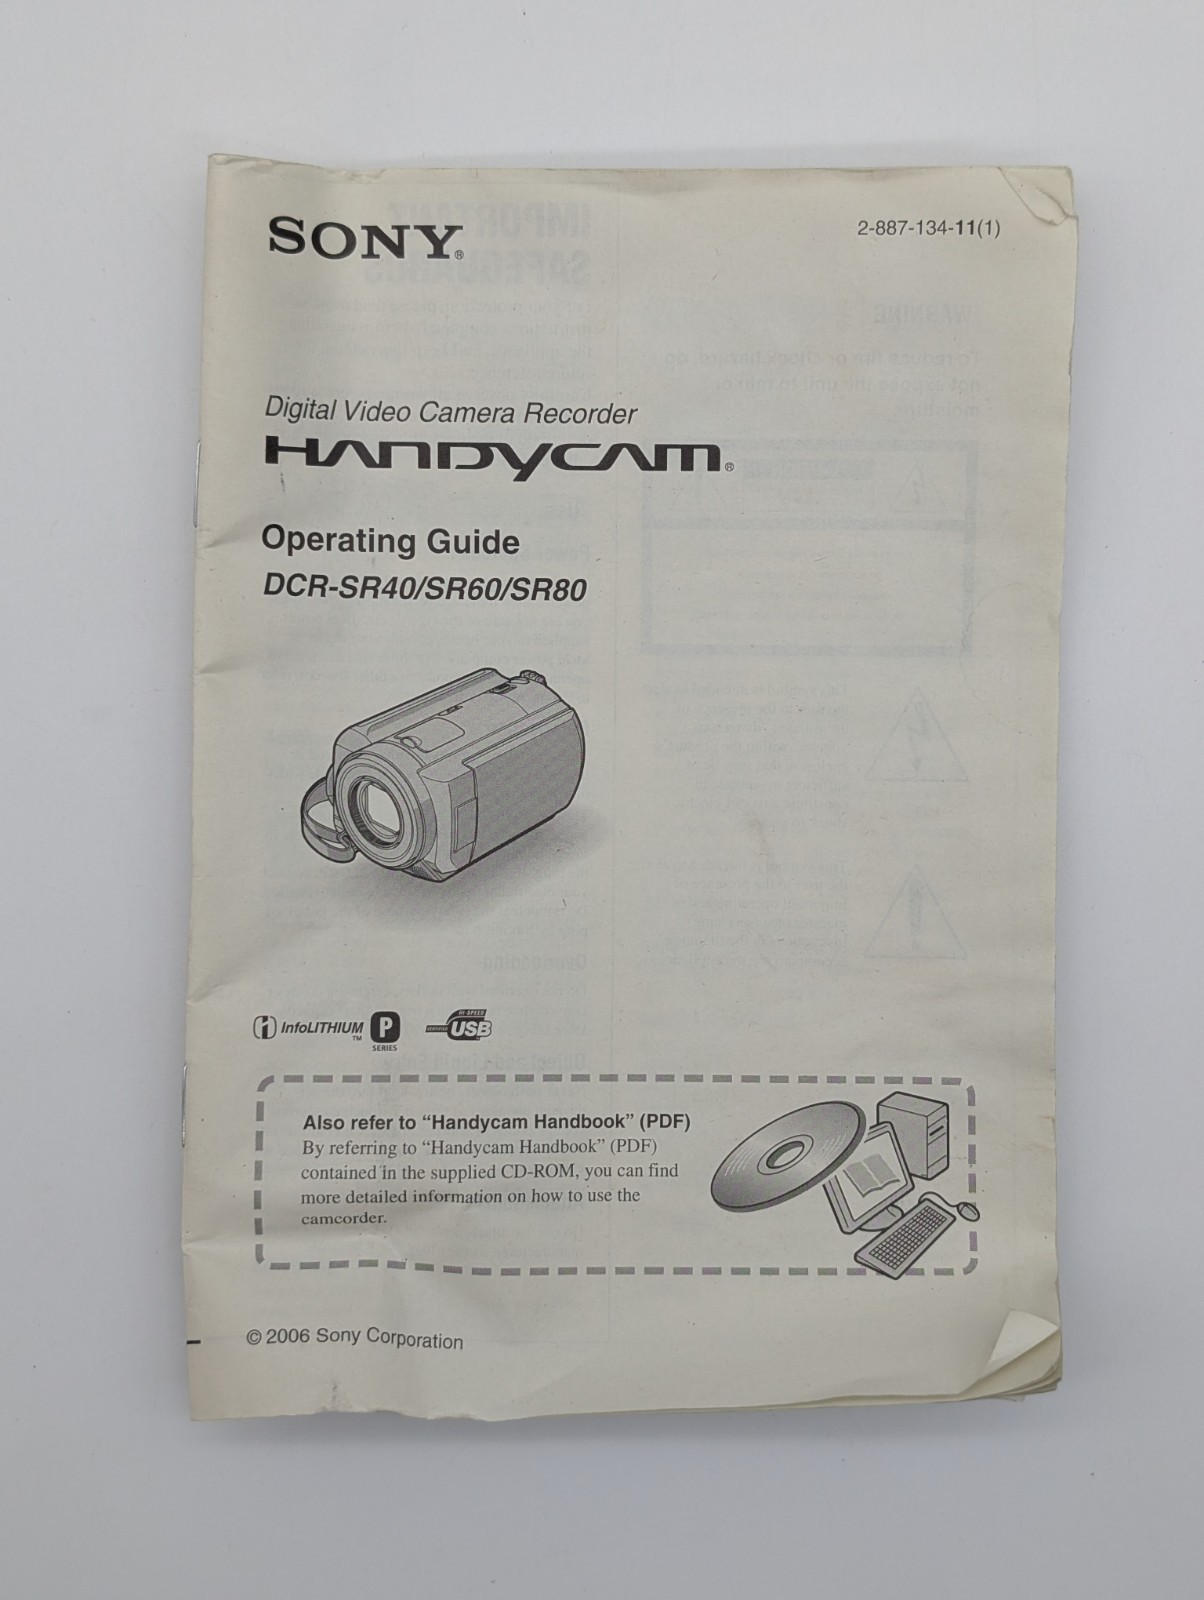 SONY®
2-887-134-11(1)
Digital Video Camera Recorder
HANDYCAM®
Operating Guide
DCR-SR40/SR60/SR80
InfoLITHIUM™ P SERIES
CERTIFIED HI-SPEED USB
Also refer to “Handycam Handbook” (PDF)
By referring to “Handycam Handbook” (PDF)
contained in the supplied CD-ROM, you can find
more detailed information on how to use the
camcorder.
© 2006 Sony Corporation